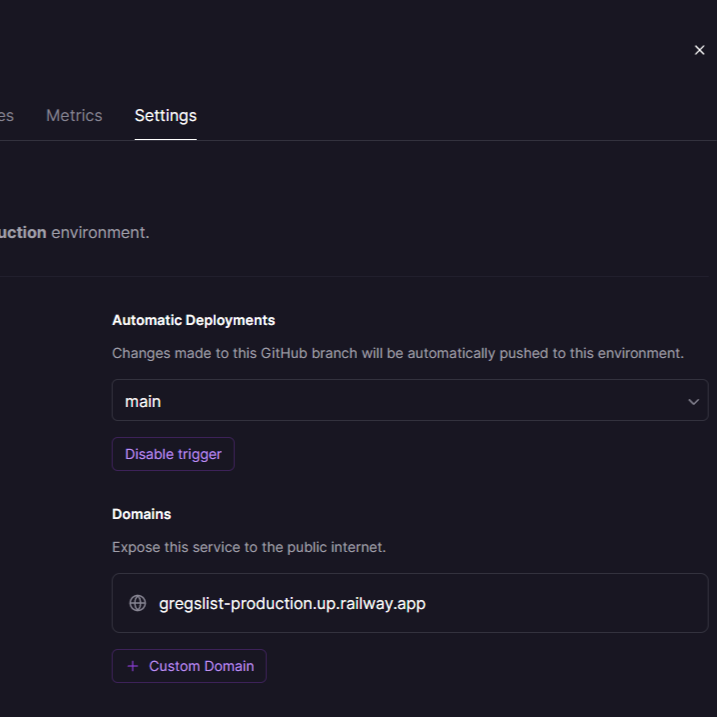 es Metrics Settings
uction environment.
Automatic Deployments
Changes made to this GitHub branch will be automatically pushed to this environment.
main
Disable trigger
Domains
Expose this service to the public internet.
gregslist-production.up.railway.app
+ Custom Domain